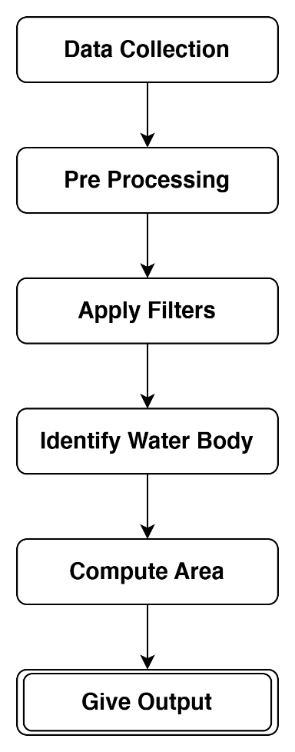 Data Collection
Pre Processing
Apply Filters
Identify Water Body
Compute Area
Give Output